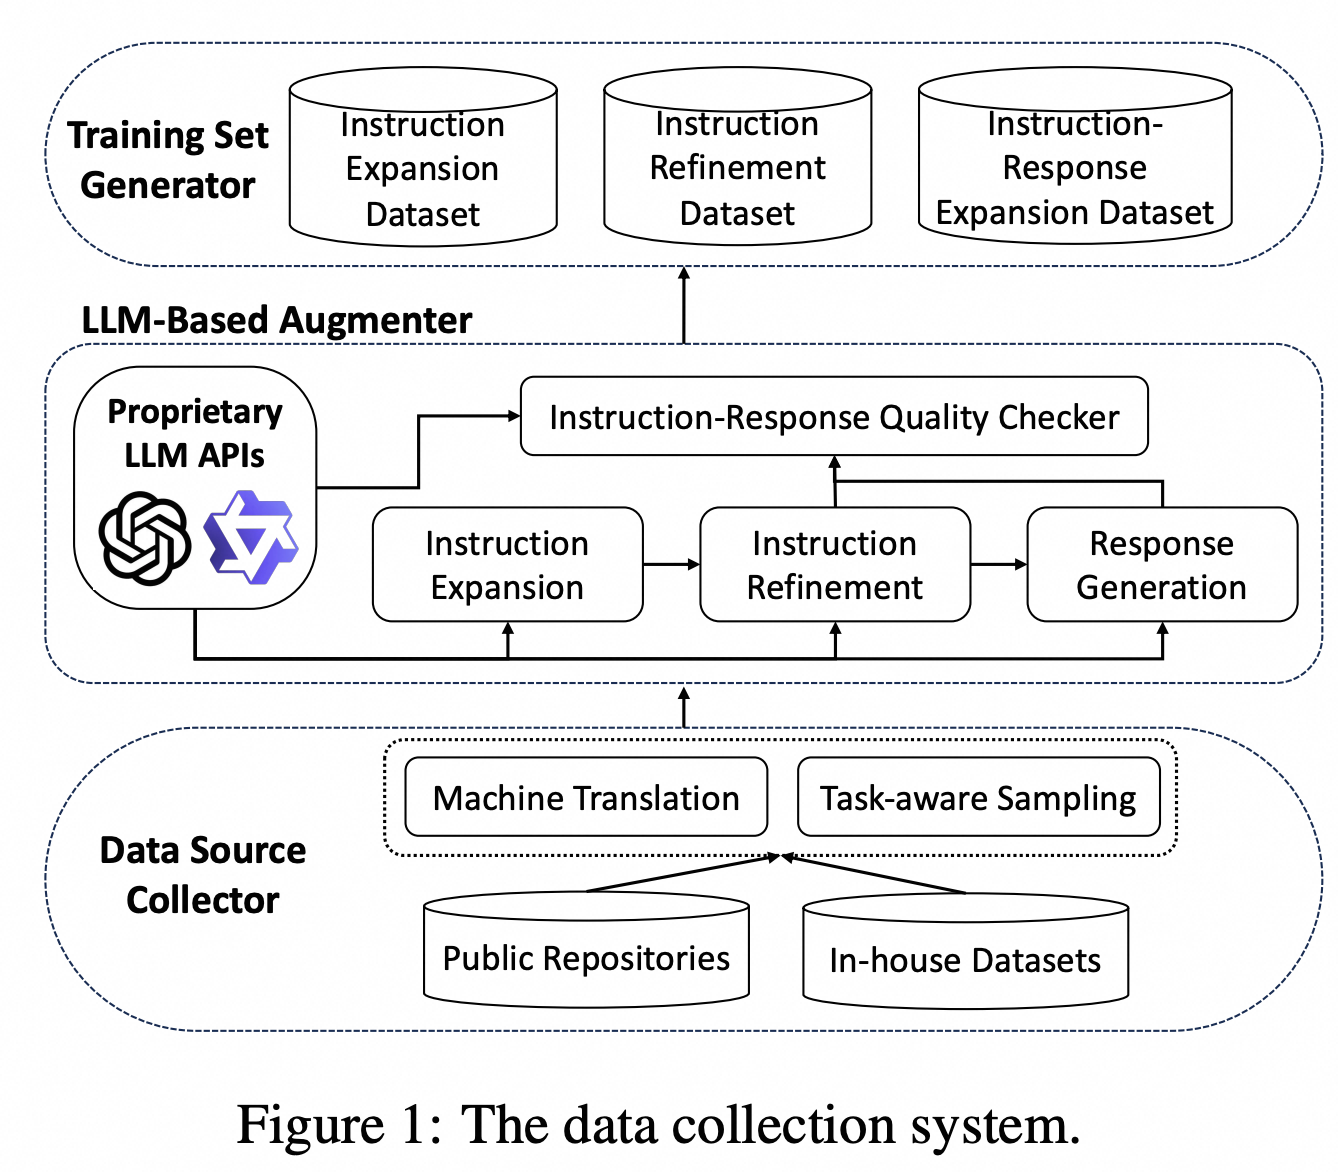 Training Set
Generator
Instruction
Expansion
Dataset
Instruction
Refinement
Dataset
Instruction-
Response
Expansion Dataset
LLM-Based Augmenter
Proprietary
LLM APIs
Instruction-Response Quality Checker
Instruction
Expansion
Instruction
Refinement
Response
Generation
Data Source
Collector
Machine Translation
Task-aware Sampling
Public Repositories
In-house Datasets
Figure 1: The data collection system.